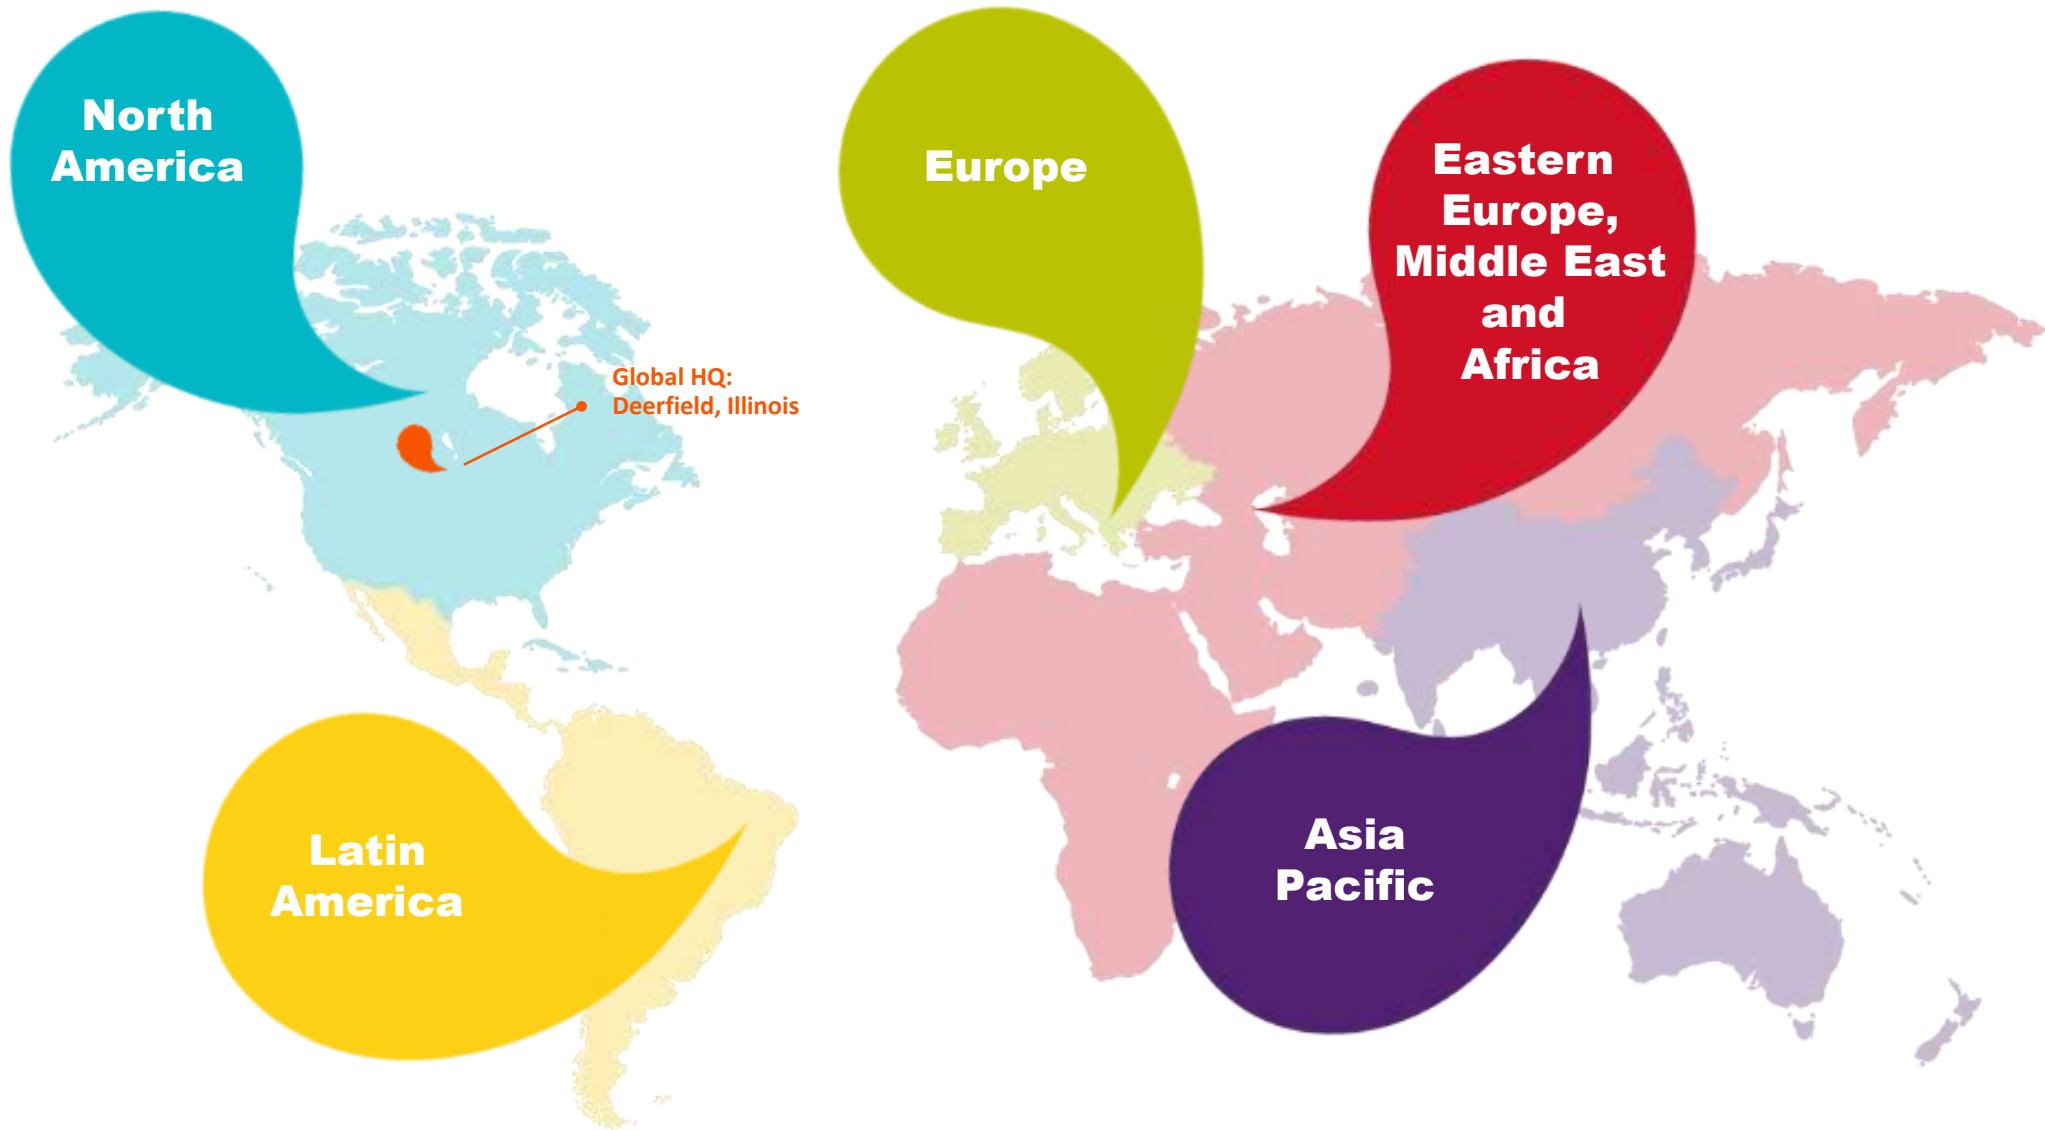 North
America
Europe
Eastern
Europe,
Middle East
and
Africa
Global HQ:
Deerfield, Illinois
Latin
America
Asia
Pacific